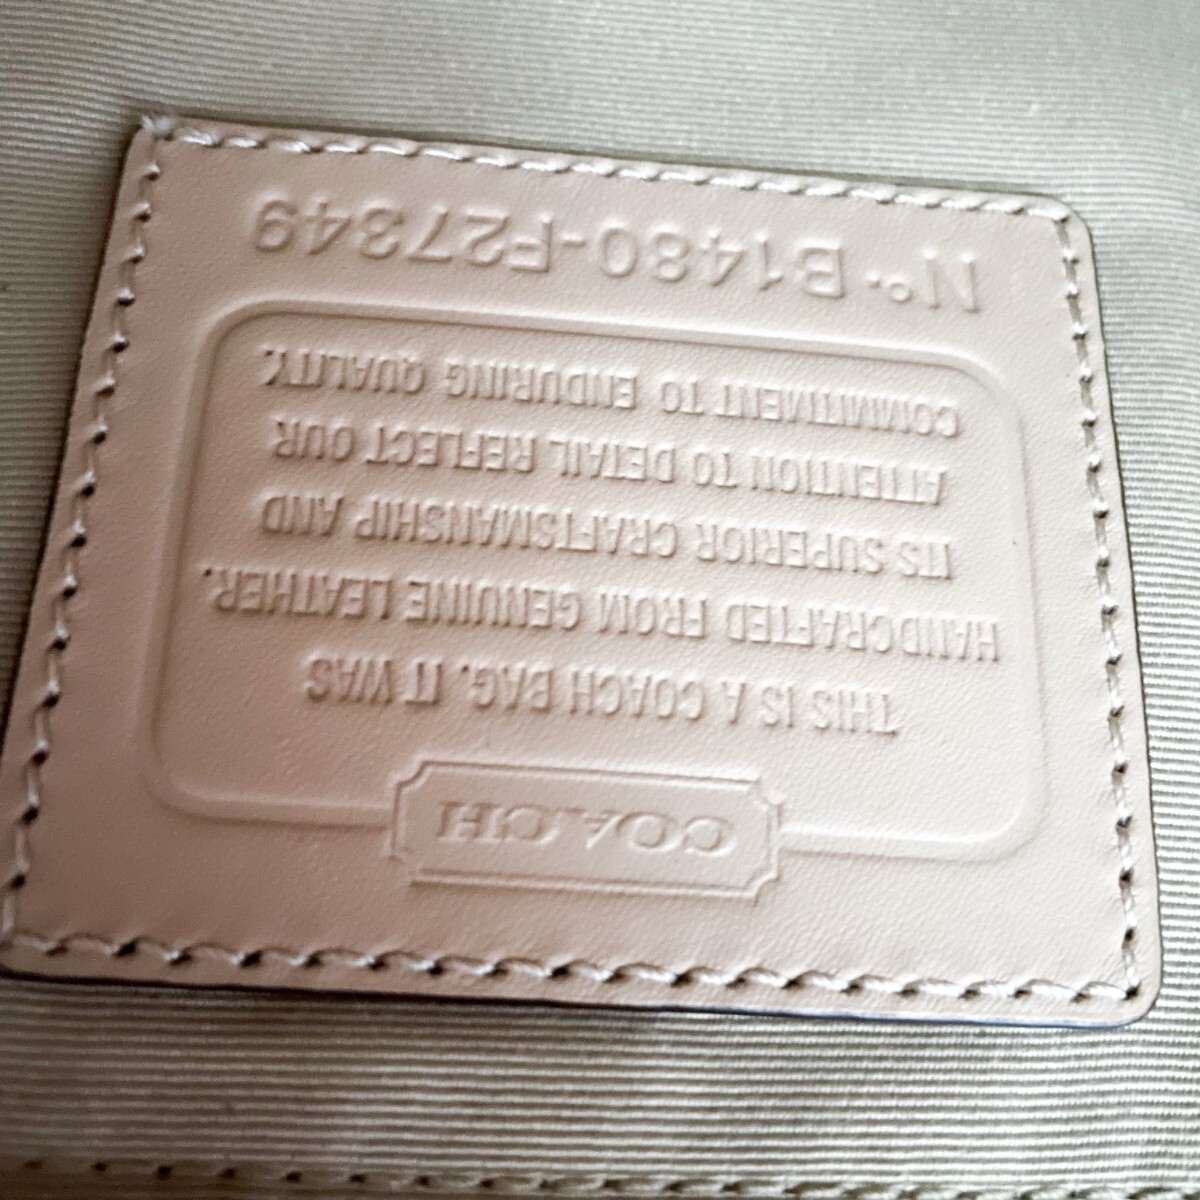 COACH
THIS IS A COACH BAG. IT WAS
HANDCRAFTED FROM GENUINE LEATHER.
ITS SUPERIOR CRAFTSMANSHIP AND
ATTENTION TO DETAIL REFLECT OUR
COMMITMENT TO ENDURING QUALITY.
No. B1480-F27349